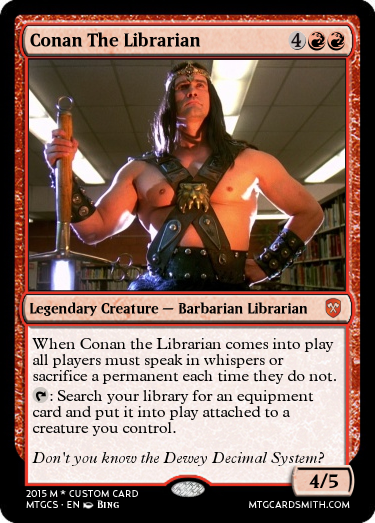 Conan The Librarian 4
Legendary Creature — Barbarian Librarian
When Conan the Librarian comes into play
all players must speak in whispers or
sacrifice a permanent each time they do not.
: Search your library for an equipment
card and put it into play attached to a
creature you control.
Don't you know the Dewey Decimal System?
4/5
2015 M * CUSTOM CARD
MTGCS • EN Bing
MTGCARDSMITH.COM